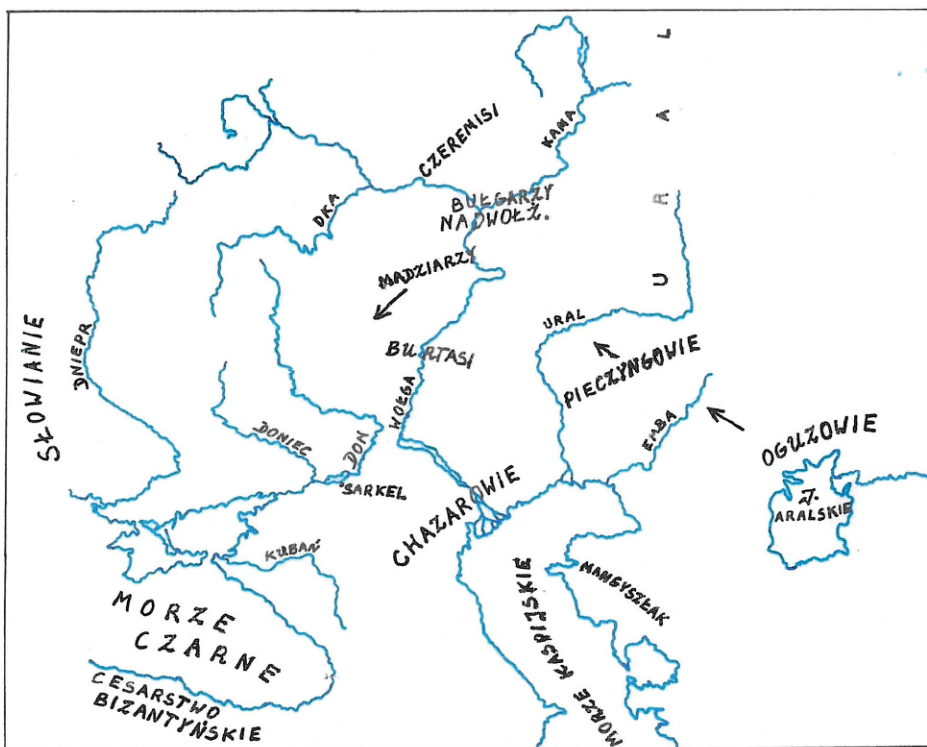 URAL
KAMA
CZEREMISI
BUŁGARZY
NADWOŁŻ.
DKA
MADZIARZY
SŁOWIANIE
DNIEPR
URAL
BURTASI
PIECZYNGOWIE
WOŁGA
EMBA
OGUZOWIE
DONIEC
DON
SARKEL
CHAZAROWIE
J.
ARALSKIE
KUBAŃ
MANGYSZŁAK
MORZE
CZARNE
MORZE KASPIJSKIE
CESARSTWO
BIZANTYŃSKIE